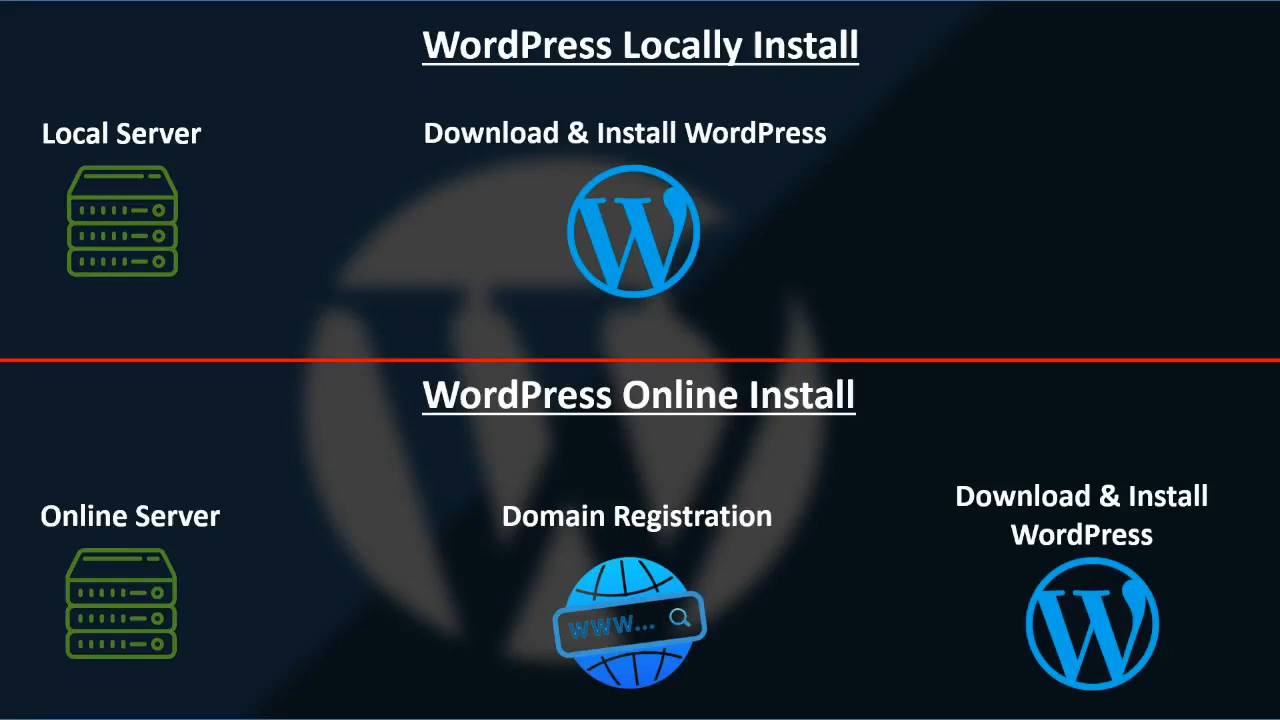 WordPress Locally Install
Local Server
Download & Install WordPress
WordPress Online Install
Online Server
Domain Registration
www...
Download & Install
WordPress